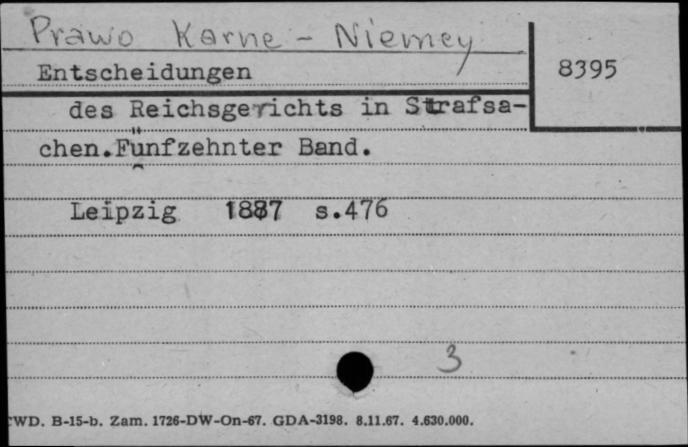 Prawo Karne - Niemcy
Entscheidungen
8395
des Reichsgerichts in Strafsa-
chen.Fünfzehnter Band.
Leipzig 1887 s.476
3
WD. B-15-b. Zam. 1726-DW-On-67. GDA-3198. 8.11.67. 4.630.000.